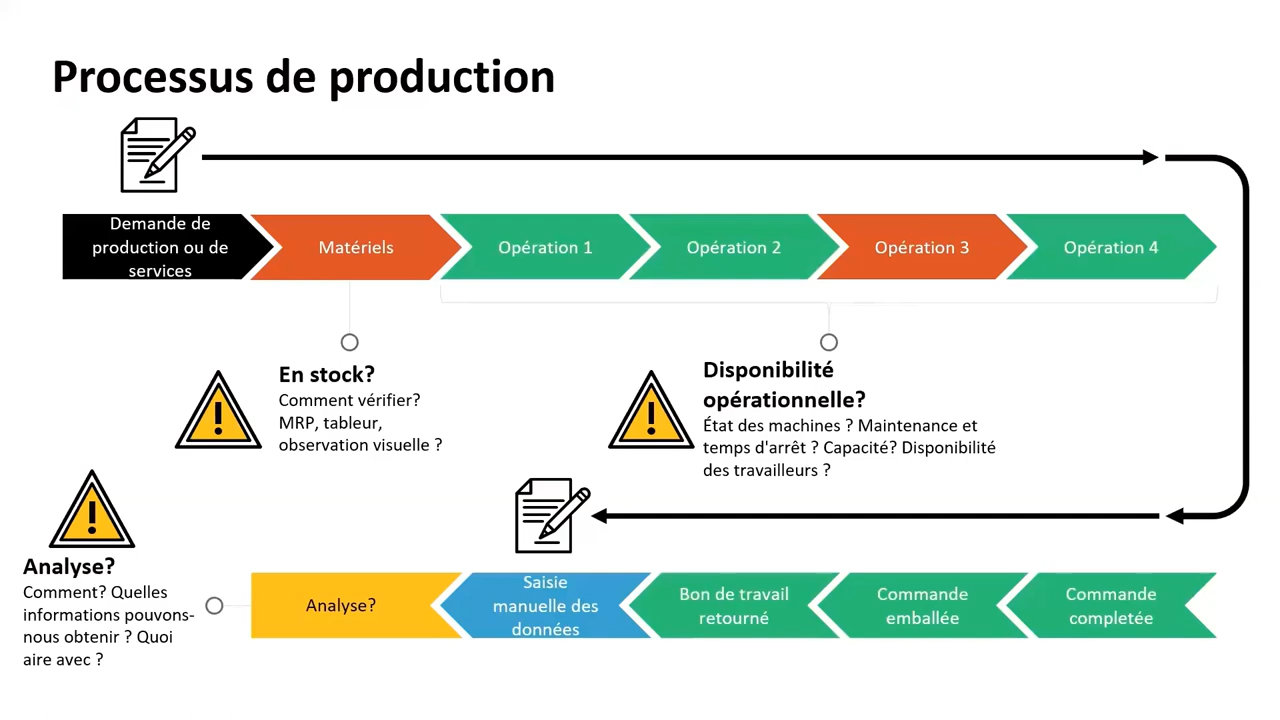 Processus de production
Demande de
production ou de
services
Matériels
Opération 1
Opération 2
Opération 3
Opération 4
En stock?
Comment vérifier?
MRP, tableur,
observation visuelle ?
Disponibilité
opérationnelle?
État des machines ? Maintenance et
temps d'arrêt ? Capacité? Disponibilité
des travailleurs ?
Analyse?
Comment? Quelles
informations pouvons-
nous obtenir ? Quoi
aire avec ?
Analyse?
Saisie
manuelle des
données
Bon de travail
retourné
Commande
emballée
Commande
completée